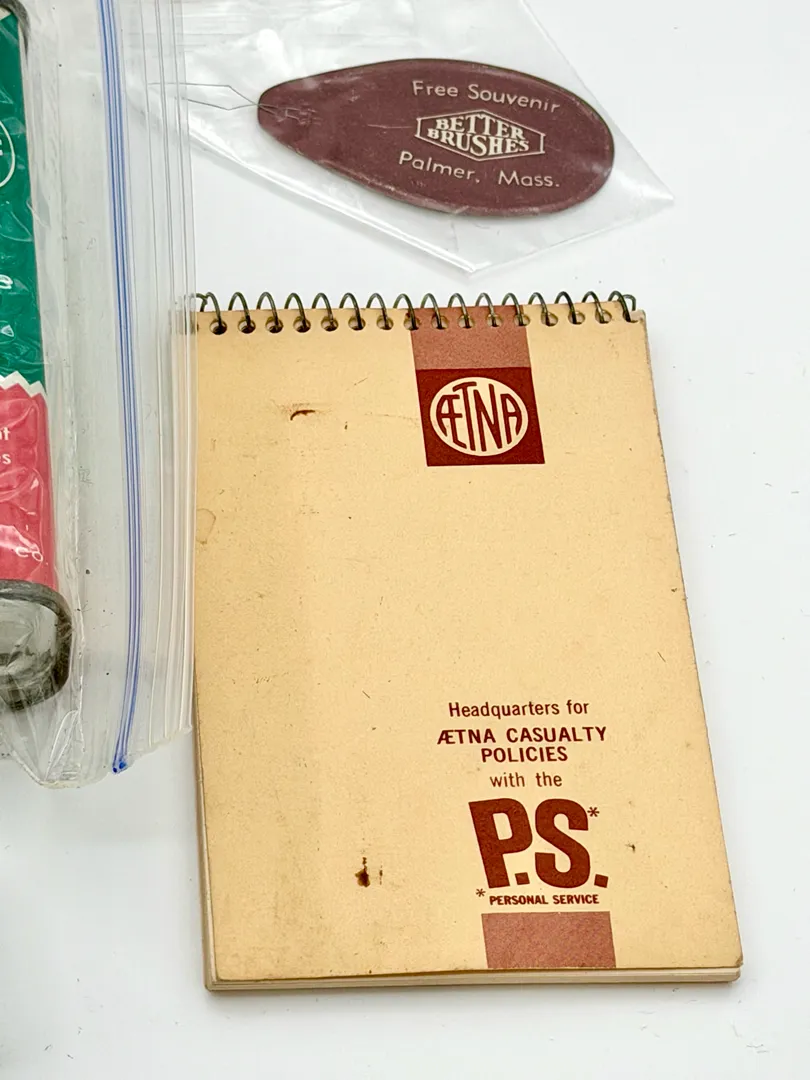 Free Souvenir
BETTER
BRUSHES
Palmer, Mass.
ÆTNA
Headquarters for
ÆTNA CASUALTY
POLICIES
with the
P.S.*
*PERSONAL SERVICE